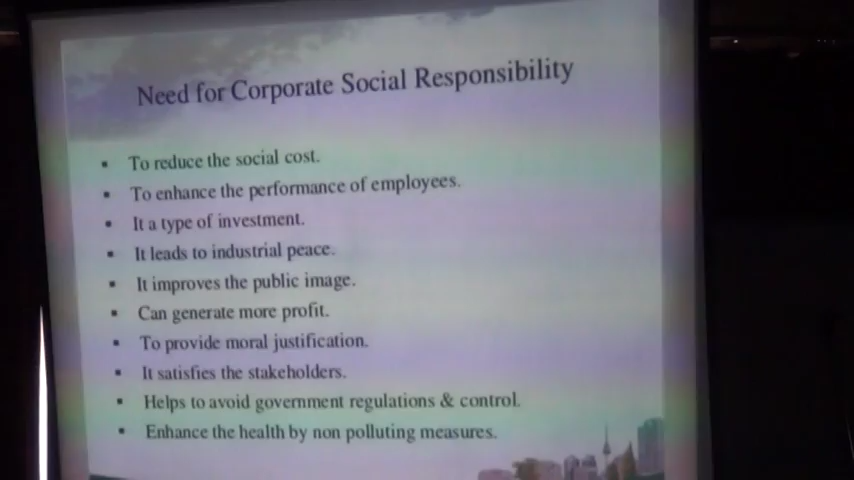 Need for Corporate Social Responsibility
▪ To reduce the social cost.
▪ To enhance the performance of employees.
▪ It a type of investment.
▪ It leads to industrial peace.
▪ It improves the public image.
▪ Can generate more profit.
▪ To provide moral justification.
▪ It satisfies the stakeholders.
▪ Helps to avoid government regulations & control.
▪ Enhance the health by non polluting measures.